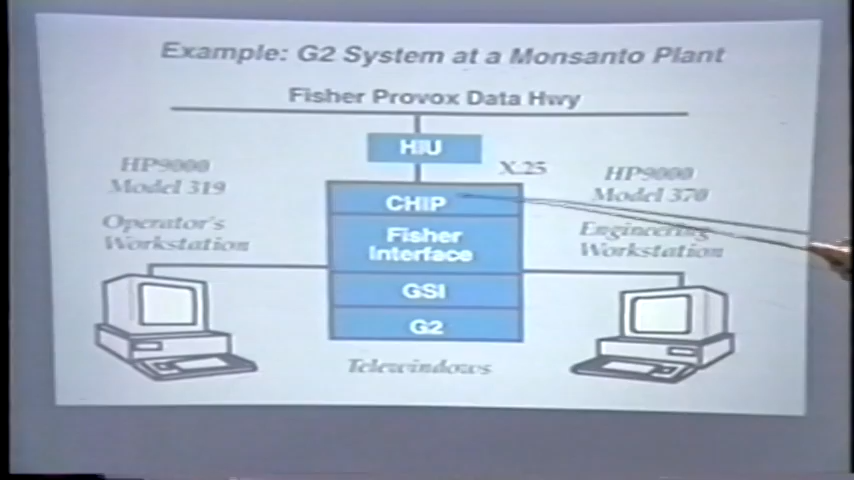 Example: G2 System at a Monsanto Plant
Fisher Provox Data Hwy
HIU
X.25
HP9000
Model 319
Operator's
Workstation
HP9000
Model 370
Engineering
Workstation
CHIP
Fisher
Interface
GSI
G2
Telewindows